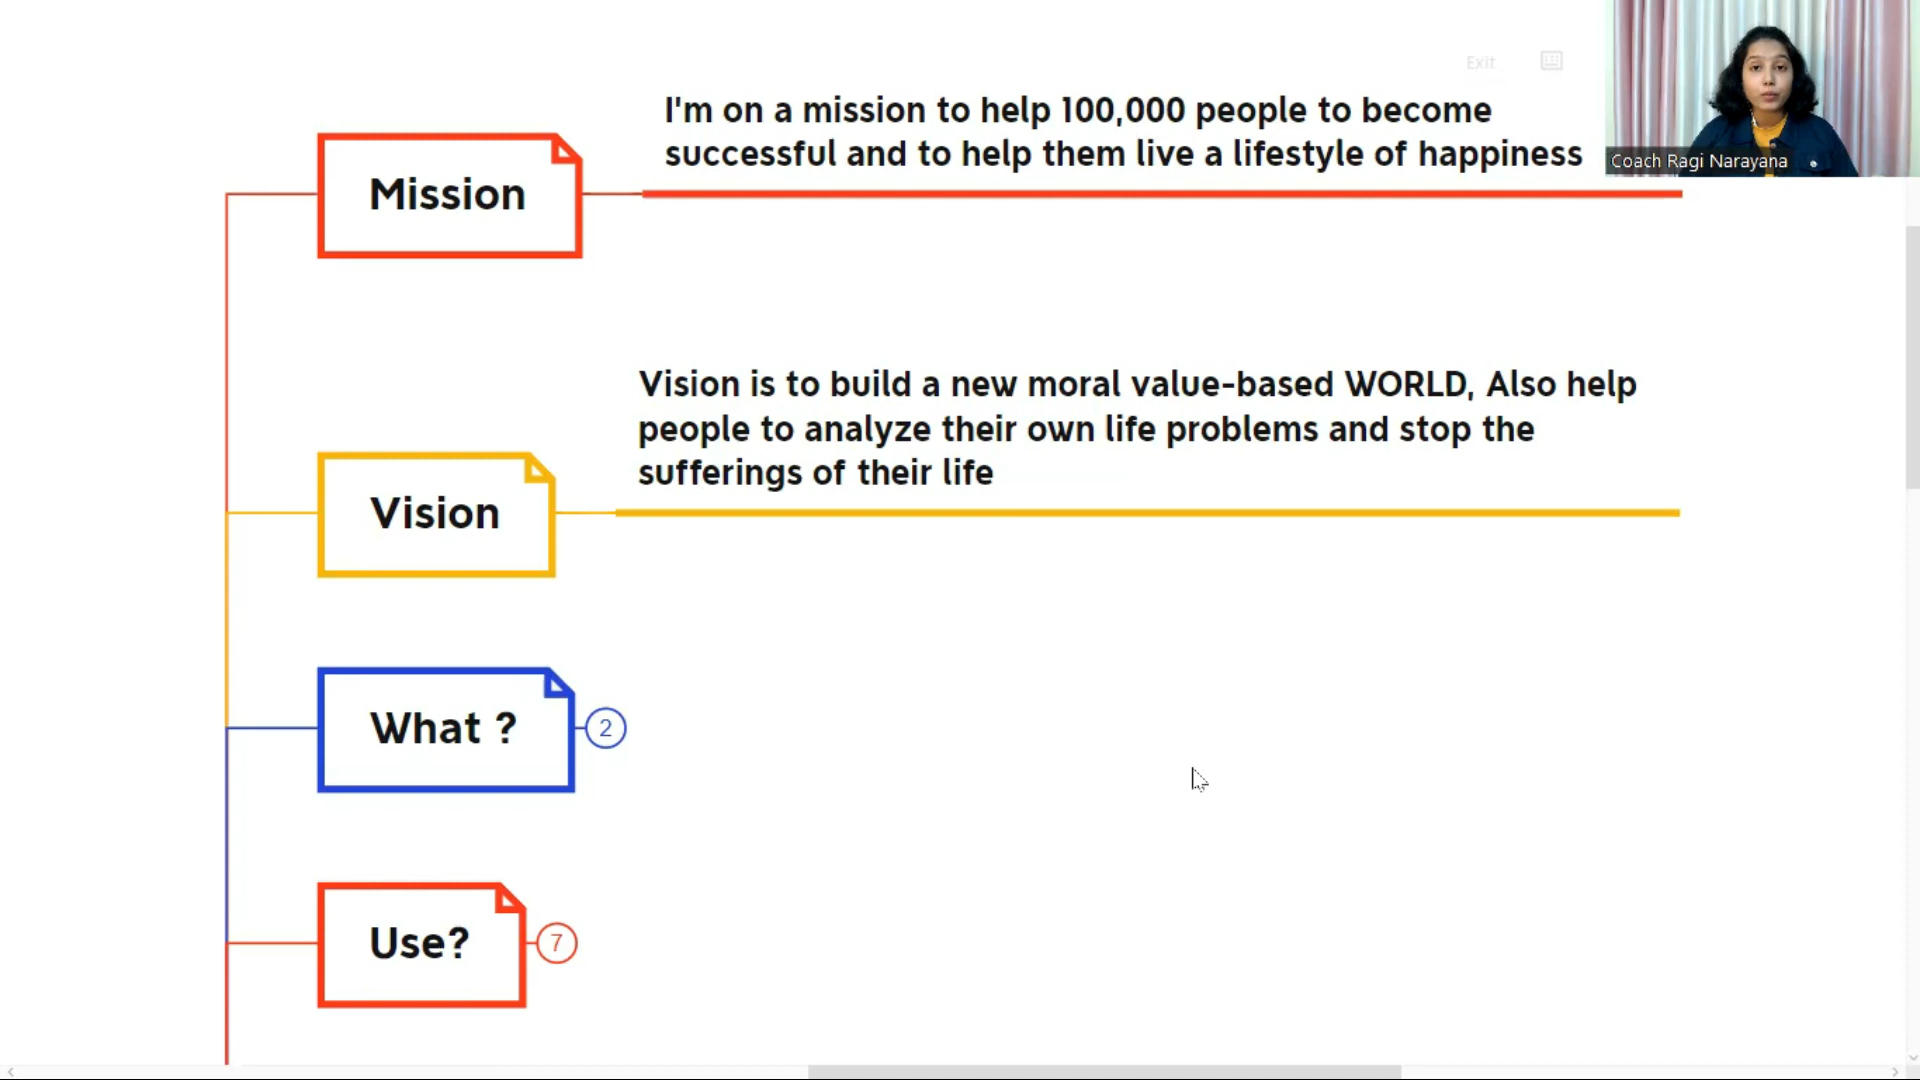 Exit
I'm on a mission to help 100,000 people to become
successful and to help them live a lifestyle of happiness
Coach Ragi Narayana
Mission
Vision is to build a new moral value-based WORLD, Also help
people to analyze their own life problems and stop the
sufferings of their life
Vision
What ?
2
Use?
7